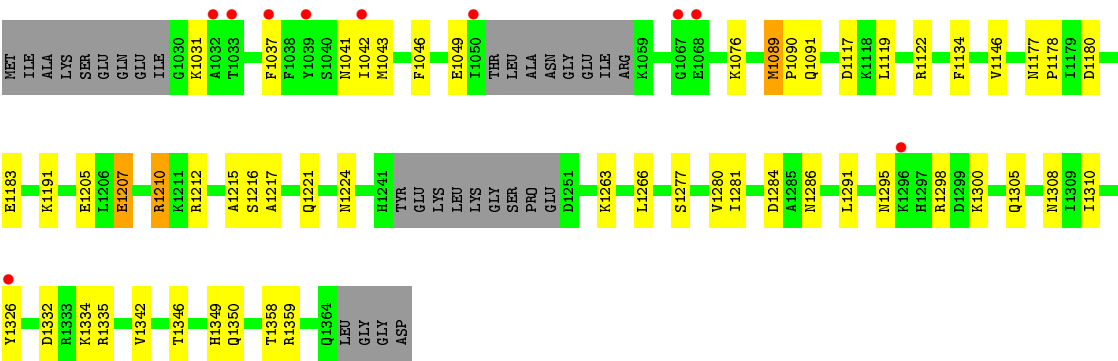 MET ILE ALA LYS SER GLU GLN GLU ILE G1030 K1031 A1032 T1033 F1037 F1038 Y1039 S1040 N1041 I1042 M1043 F1046 E1049 I1050 THR LEU ALA ASN GLY GLU ILE ARG K1059 G1067 E1068 K1076 M1089 P1090 Q1091 D1117 K1118 L1119 R1122 F1134 V1146 N1177 P1178 I1179 D1180
E1183 K1191 E1205 L1206 E1207 R1210 K1211 R1212 A1215 S1216 A1217 Q1221 N1224 H1241 TYR GLU LYS LEU LYS GLY SER PRO GLU D1251 K1263 L1266 S1277 V1280 I1281 D1284 A1285 N1286 L1291 N1295 K1296 H1297 R1298 D1299 K1300 Q1305 N1308 I1309 I1310
Y1326 D1332 R1333 K1334 R1335 V1342 T1346 H1349 Q1350 T1358 R1359 Q1364 LEU GLY GLY ASP